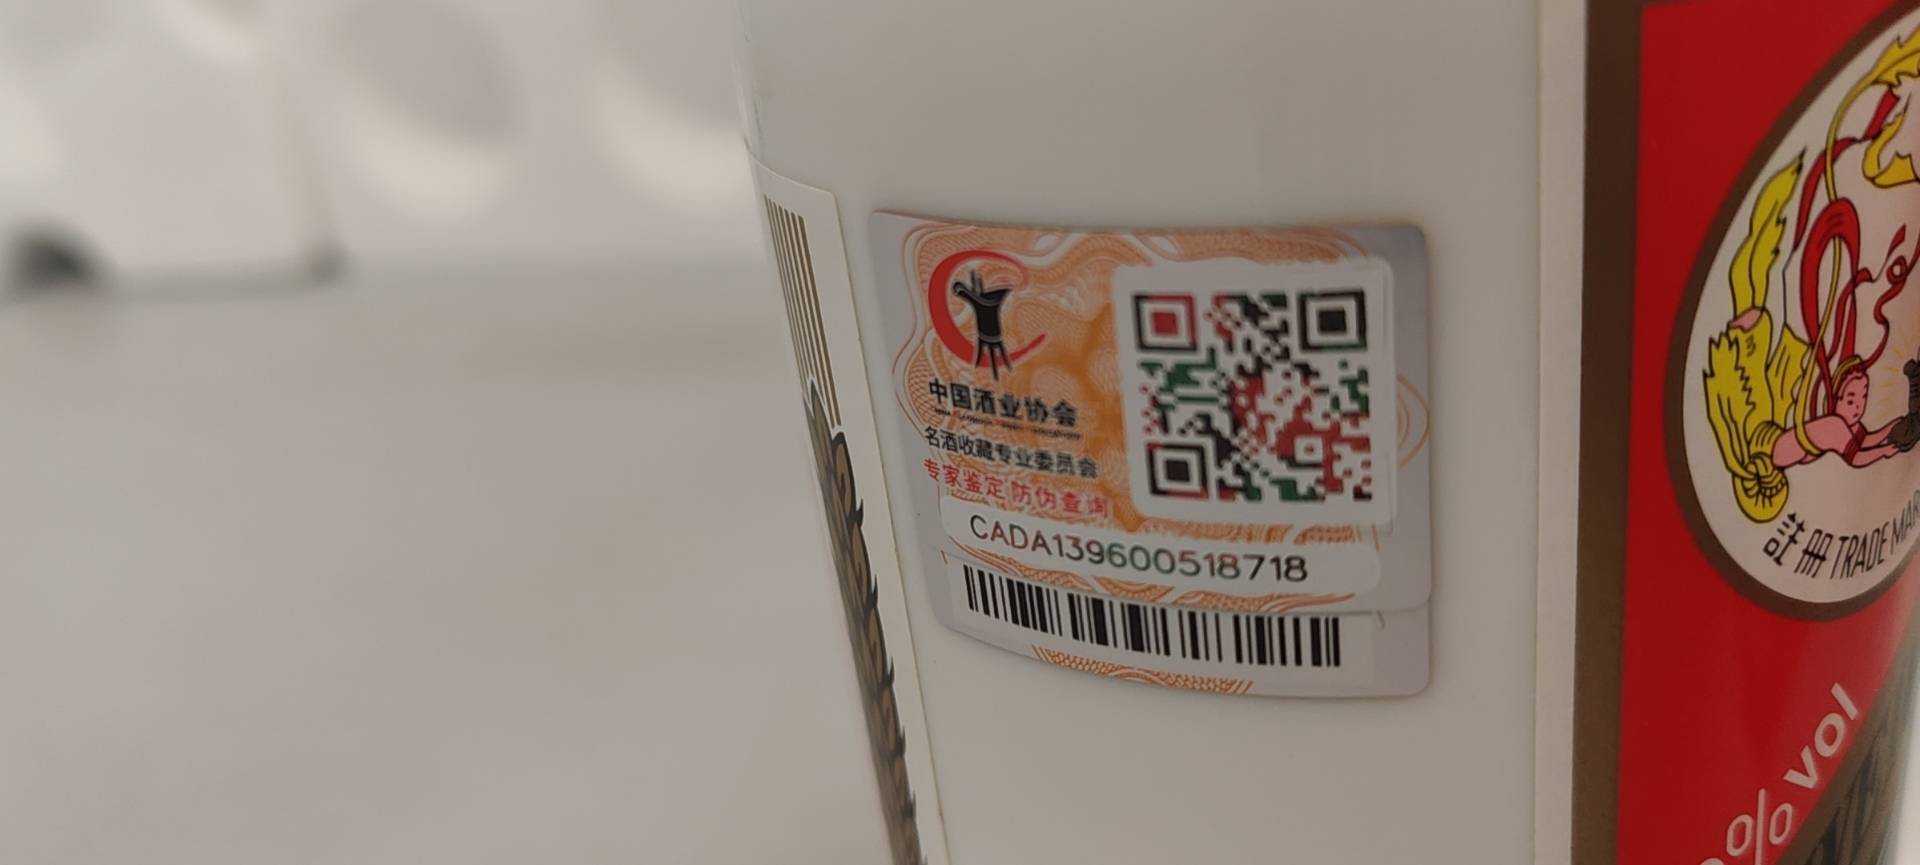 中国酒业协会
名酒收藏专业委员会
专家鉴定 防伪查询
CADA139600518718
註冊 TRADE MAR
% vol